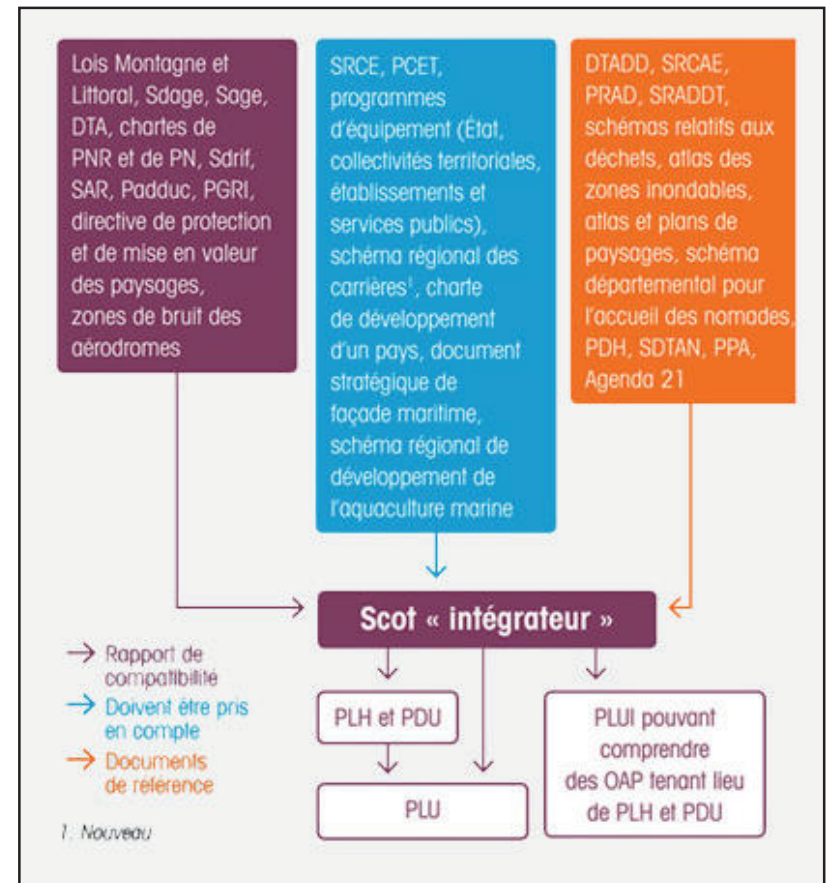 Lois Montagne et
Littoral, Sdage, Sage,
DTA, chartes de
PNR et de PN, Sdrif,
SAR, Padduc, PGRI,
directive de protection
et de mise en valeur
des paysages,
zones de bruit des
aérodromes
SRCE, PCET,
programmes
d'équipement (État,
collectivités territoriales,
établissements et
services publics),
schéma régional des
carrières¹, charte
de développement
d'un pays, document
stratégique de
façade maritime,
schéma régional de
développement de
l'aquaculture marine
DTADD, SRCAE,
PRAD, SRADDT,
schémas relatifs aux
déchets, atlas des
zones inondables,
atlas et plans de
paysages, schéma
départemental pour
l'accueil des nomades,
PDH, SDTAN, PPA,
Agenda 21
Scot « intégrateur »
Rapport de
compatibilité
Doivent être pris
en compte
Documents
de référence
1. Nouveau
PLH et PDU
PLU
PLUI pouvant
comprendre
des OAP tenant lieu
de PLH et PDU